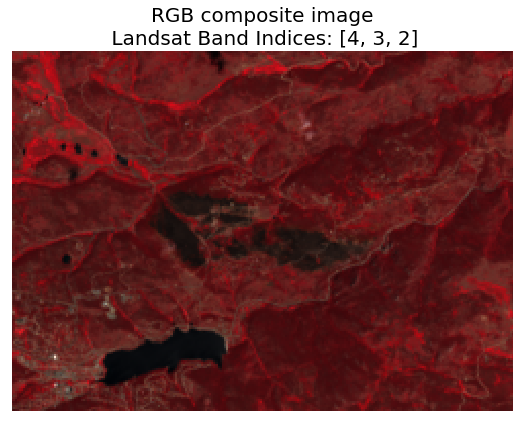 RGB composite image
Landsat Band Indices: [4, 3, 2]